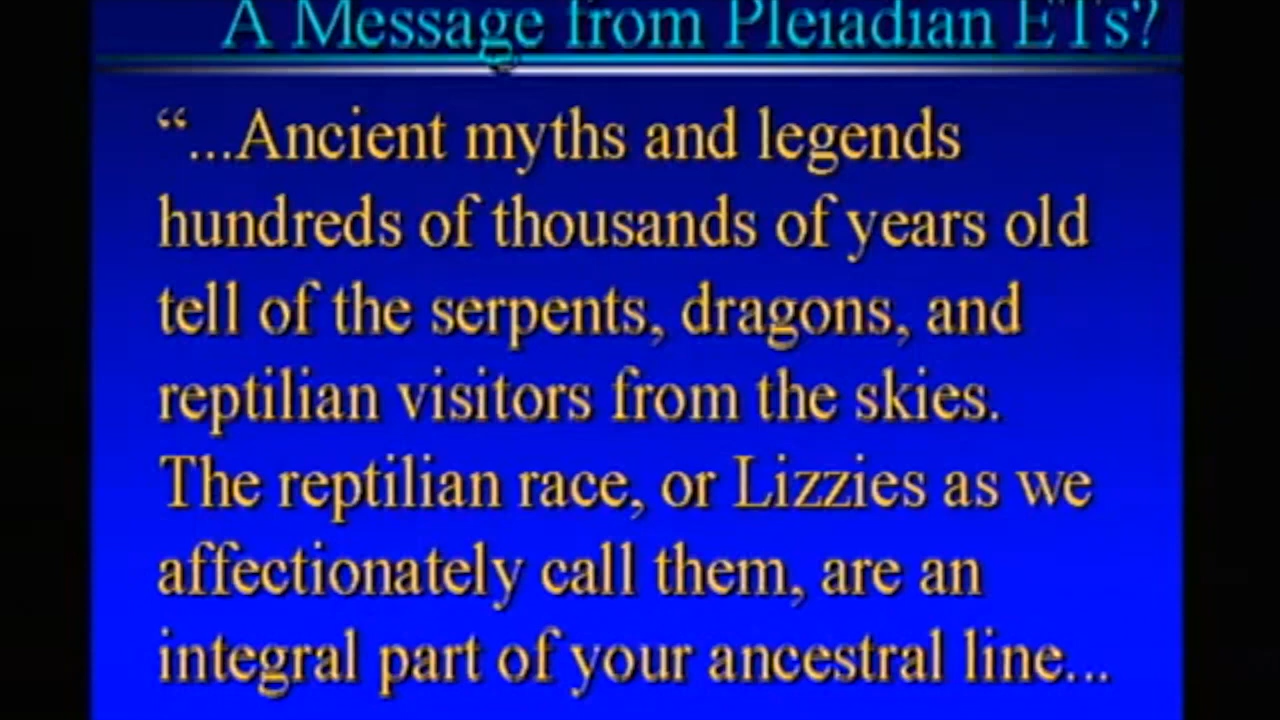 A Message from Pleiadian ETs?
“...Ancient myths and legends
hundreds of thousands of years old
tell of the serpents, dragons, and
reptilian visitors from the skies.
The reptilian race, or Lizzies as we
affectionately call them, are an
integral part of your ancestral line...